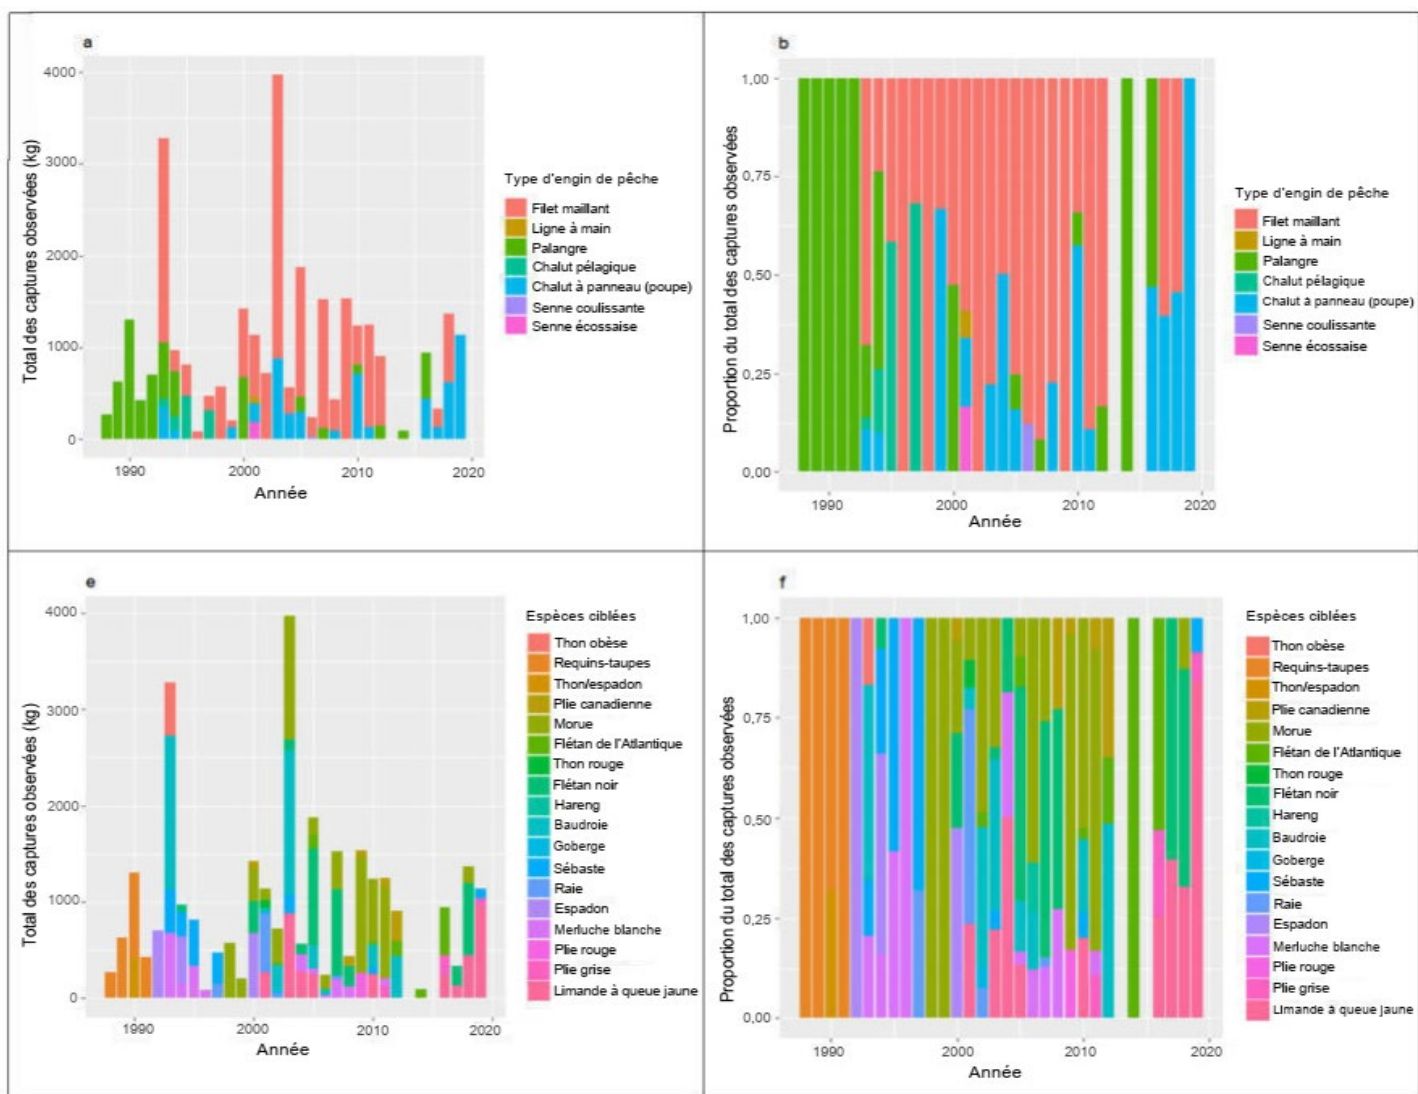 a
Total des captures observées (kg)
4000
3000
2000
1000
0
1990
2000
2010
2020
Année
Type d'engin de pêche
Filet maillant
Ligne à main
Palangre
Chalut pélagique
Chalut à panneau (poupe)
Senne coulissante
Senne écossaise
b
Proportion du total des captures observées
1,00
0,75
0,50
0,25
0,00
1990
2000
2010
2020
Année
Type d'engin de pêche
Filet maillant
Ligne à main
Palangre
Chalut pélagique
Chalut à panneau (poupe)
Senne coulissante
Senne écossaise
e
Total des captures observées (kg)
4000
3000
2000
1000
0
1990
2000
2010
2020
Année
Espèces ciblées
Thon obèse
Requins-taupes
Thon/espadon
Plie canadienne
Morue
Flétan de l'Atlantique
Thon rouge
Flétan noir
Hareng
Baudroie
Goberge
Sébaste
Raie
Espadon
Merluche blanche
Plie rouge
Plie grise
Limande à queue jaune
f
Proportion du total des captures observées
1,00
0,75
0,50
0,25
0,00
1990
2000
2010
2020
Année
Espèces ciblées
Thon obèse
Requins-taupes
Thon/espadon
Plie canadienne
Morue
Flétan de l'Atlantique
Thon rouge
Flétan noir
Hareng
Baudroie
Goberge
Sébaste
Raie
Espadon
Merluche blanche
Plie rouge
Plie grise
Limande à queue jaune